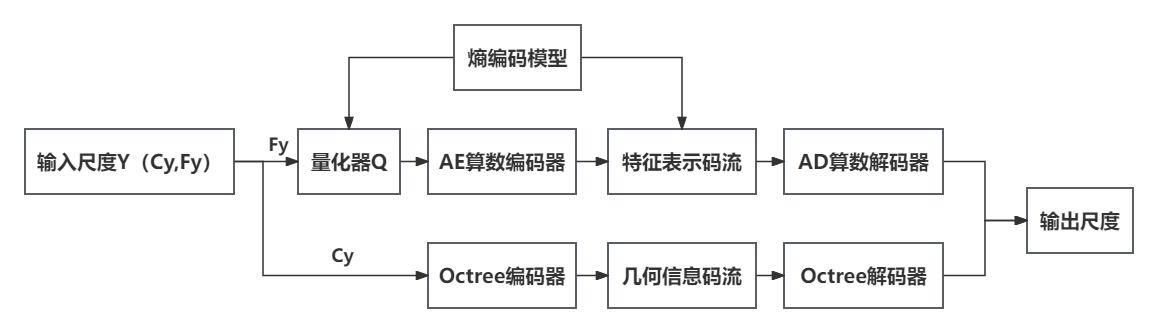 熵编码模型
输入尺度Y（Cy,Fy）
Fy
量化器Q
AE算数编码器
特征表示码流
AD算数解码器
输出尺度
Cy
Octree编码器
几何信息码流
Octree解码器